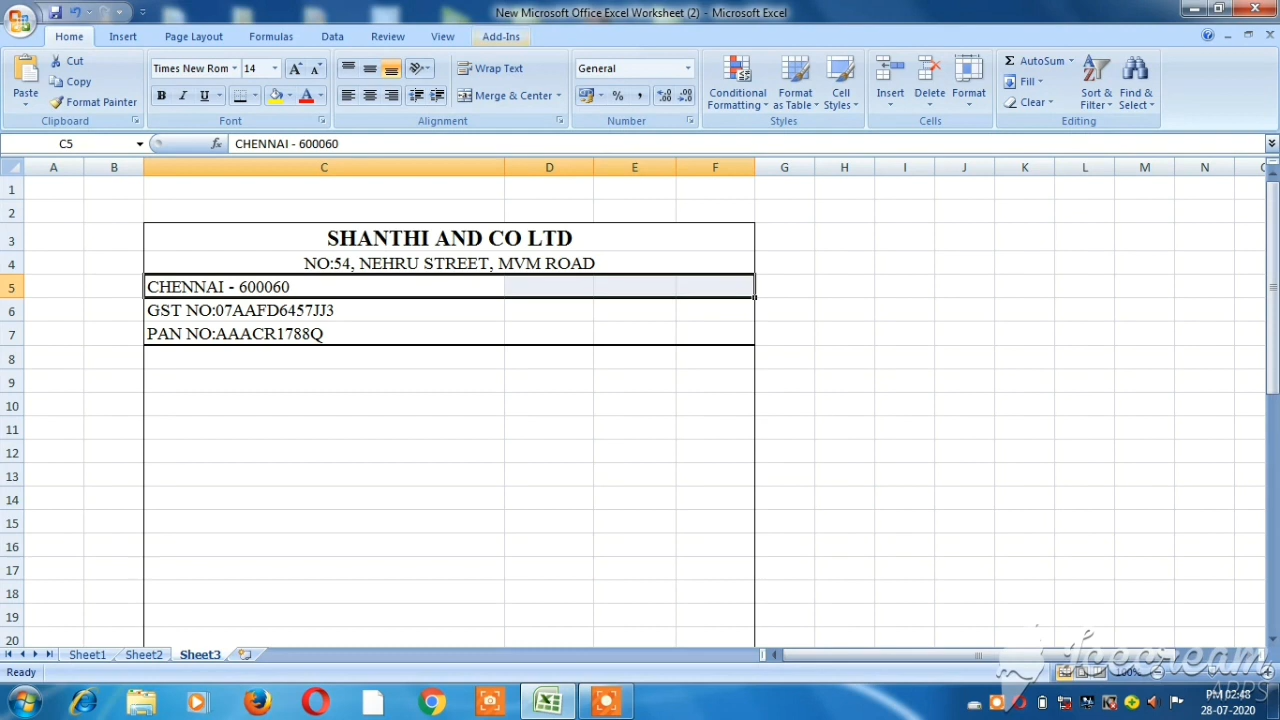 New Microsoft Office Excel Worksheet (2) - Microsoft Excel
Home Insert Page Layout Formulas Data Review View Add-Ins
Cut
Copy
Format Painter
Paste
Clipboard
Times New Rom 14
B I U
Font
Wrap Text
Merge & Center
Alignment
General
% ,
Number
Conditional Formatting
Format as Table
Cell Styles
Styles
Insert Delete Format
Cells
Σ AutoSum
Fill
Clear
Sort & Filter
Find & Select
Editing
C5 fx CHENNAI - 600060
A B C D E F G H I J K L M N
1
2
3 SHANTHI AND CO LTD
4 NO:54, NEHRU STREET, MVM ROAD
5 CHENNAI - 600060
6 GST NO:07AAFD6457JJ3
7 PAN NO:AAACR1788Q
8
9
10
11
12
13
14
15
16
17
18
19
20
Sheet1 Sheet2 Sheet3
Ready 100%
Icecream
APPS
PM 02:48
28-07-2020